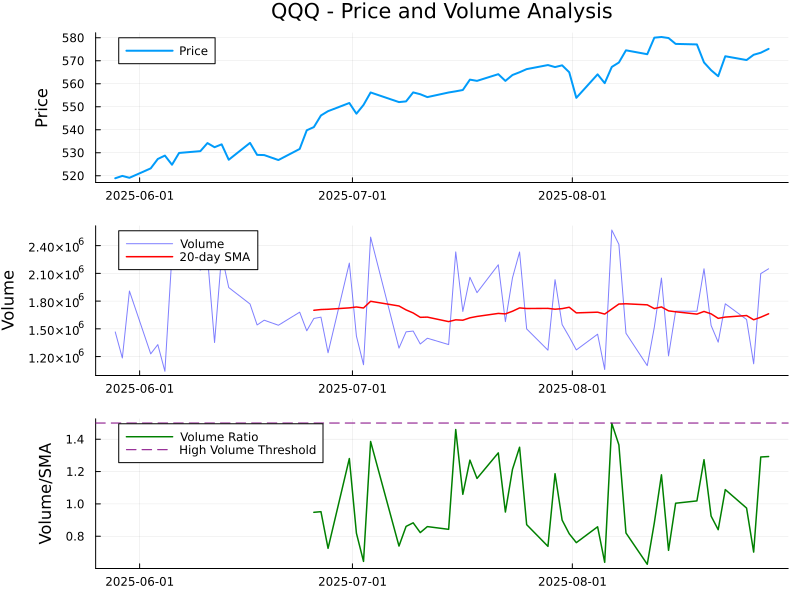 QQQ - Price and Volume Analysis
Price
580
570
560
550
540
530
520
Price
2025-06-01
2025-07-01
2025-08-01
Volume
2.40×10⁶
2.10×10⁶
1.80×10⁶
1.50×10⁶
1.20×10⁶
Volume
20-day SMA
2025-06-01
2025-07-01
2025-08-01
Volume/SMA
1.4
1.2
1.0
0.8
Volume Ratio
High Volume Threshold
2025-06-01
2025-07-01
2025-08-01